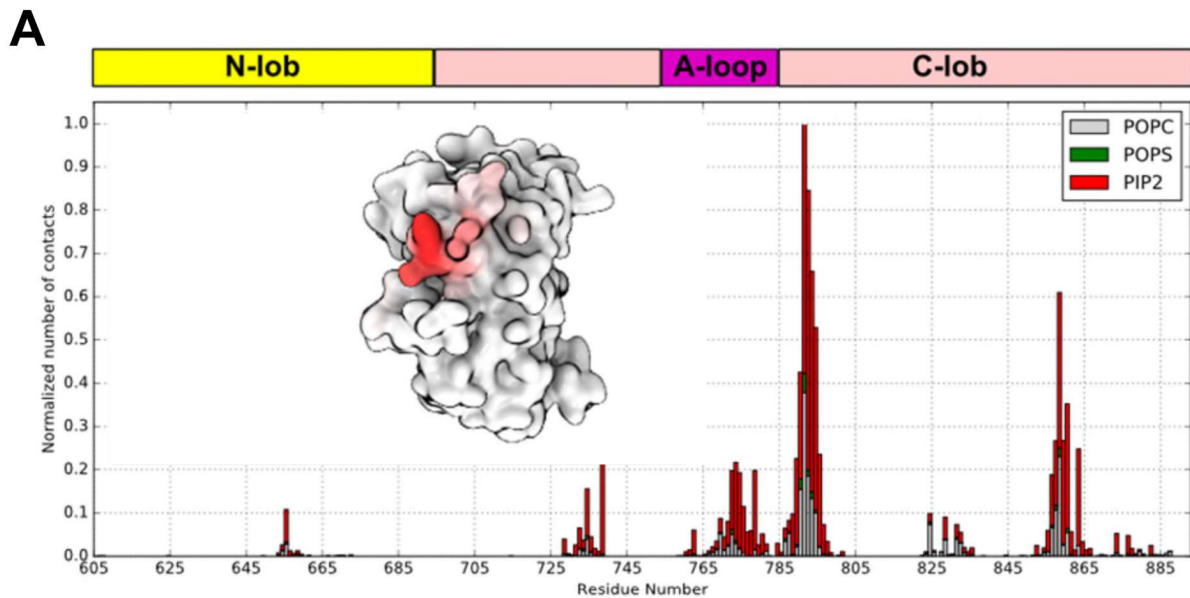 A
N-lob A-loop C-lob
POPC
POPS
PIP2
Normalized number of contacts
1.0
0.9
0.8
0.7
0.6
0.5
0.4
0.3
0.2
0.1
0.0
605 625 645 665 685 705 725 745 765 785 805 825 845 865 885
Residue Number